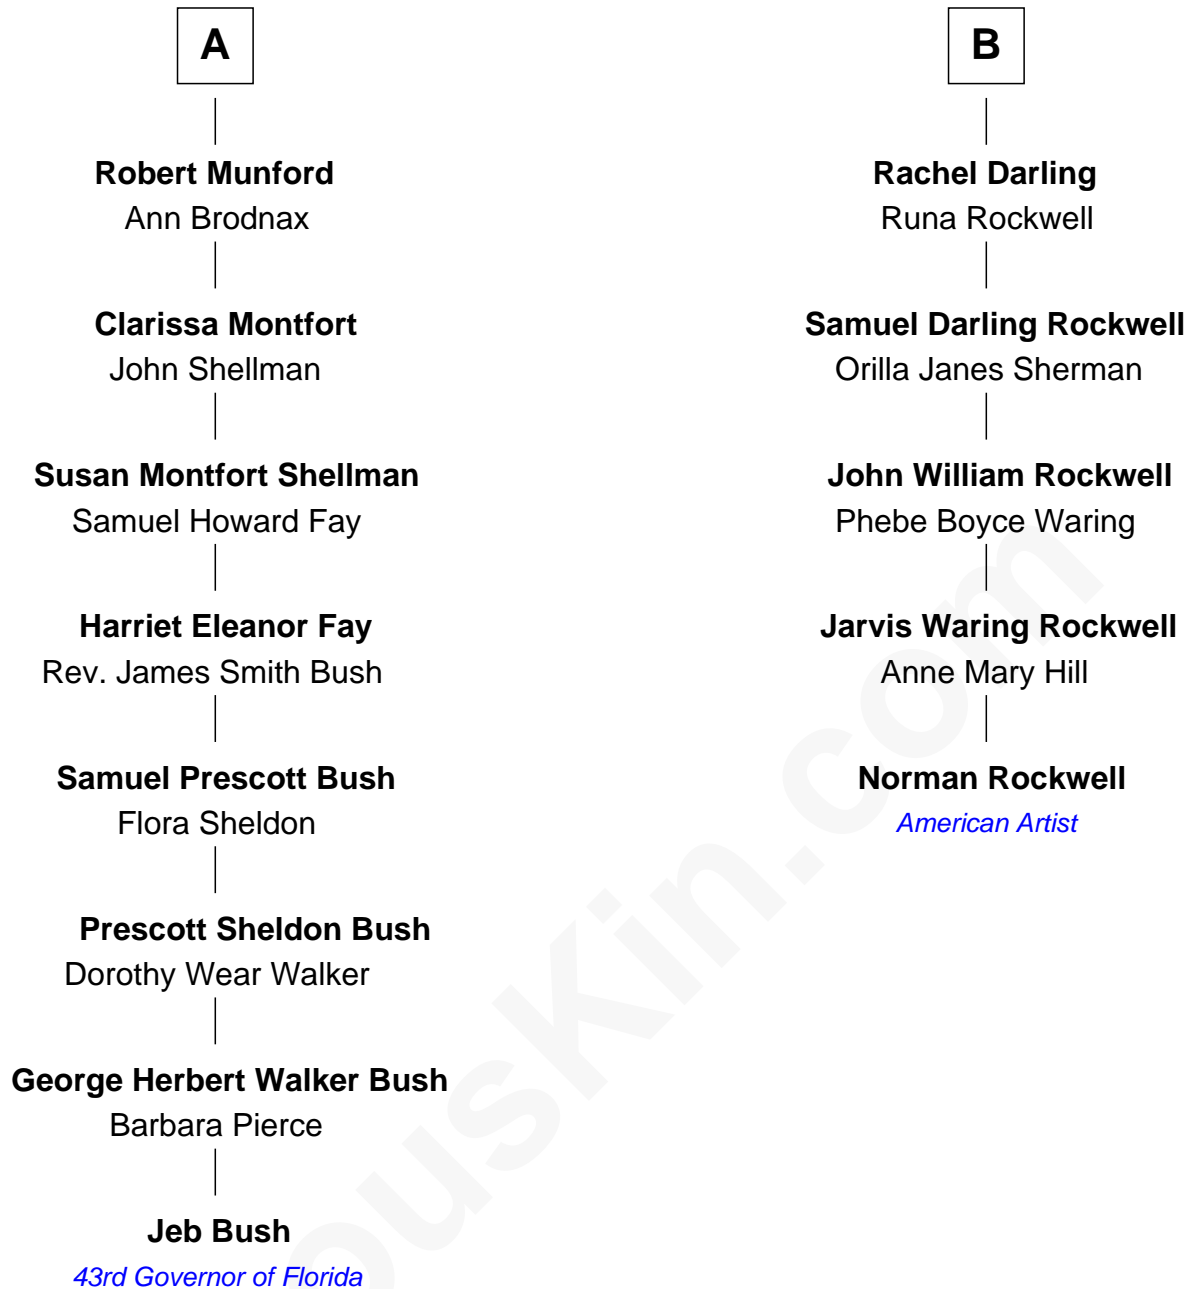 A
Robert Munford
Ann Brodnax
Clarissa Montfort
John Shellman
Susan Montfort Shellman
Samuel Howard Fay
Harriet Eleanor Fay
Rev. James Smith Bush
Samuel Prescott Bush
Flora Sheldon
Prescott Sheldon Bush
Dorothy Wear Walker
George Herbert Walker Bush
Barbara Pierce
Jeb Bush
43rd Governor of Florida
B
Rachel Darling
Runa Rockwell
Samuel Darling Rockwell
Orilla Janes Sherman
John William Rockwell
Phebe Boyce Waring
Jarvis Waring Rockwell
Anne Mary Hill
Norman Rockwell
American Artist
ousKin.com